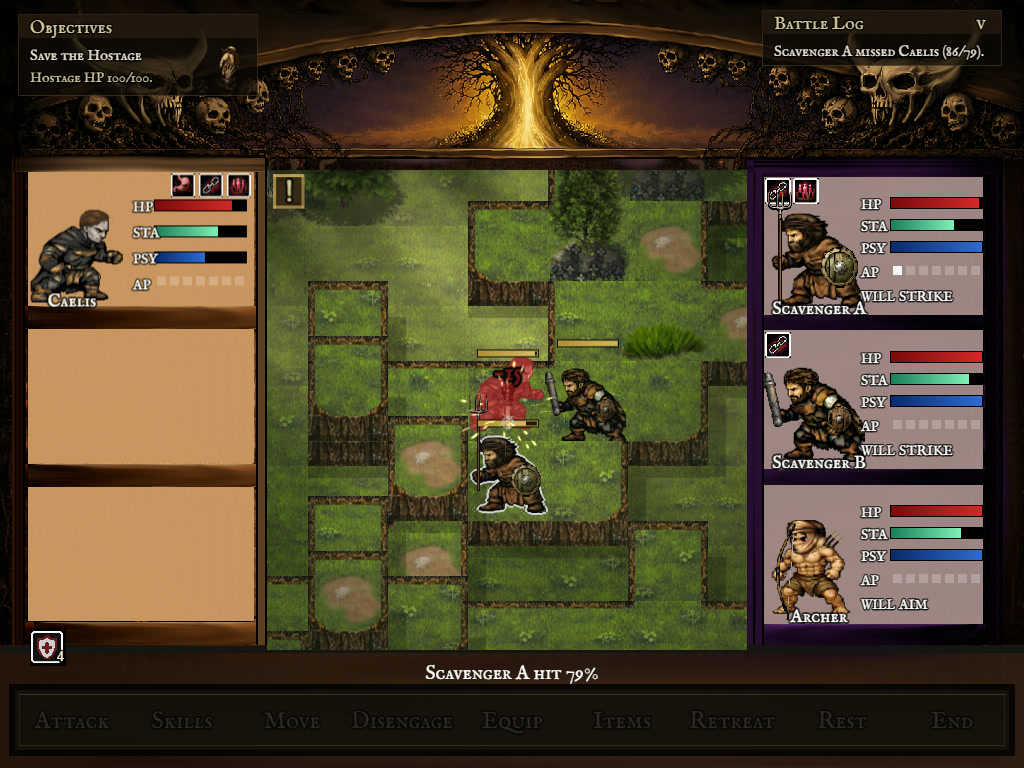 Objectives
Save the Hostage
Hostage HP 100/100.
Battle Log
V
Scavenger A missed Caelis (86/79).
!
HP
STA
PSY
AP
Caelis
HP
STA
PSY
AP
Will Strike
Scavenger A
HP
STA
PSY
AP
Will Strike
Scavenger B
HP
STA
PSY
AP
Will Aim
Archer
4
Scavenger A hit 79%
Attack Skills Move Disengage Equip Items Retreat Rest End